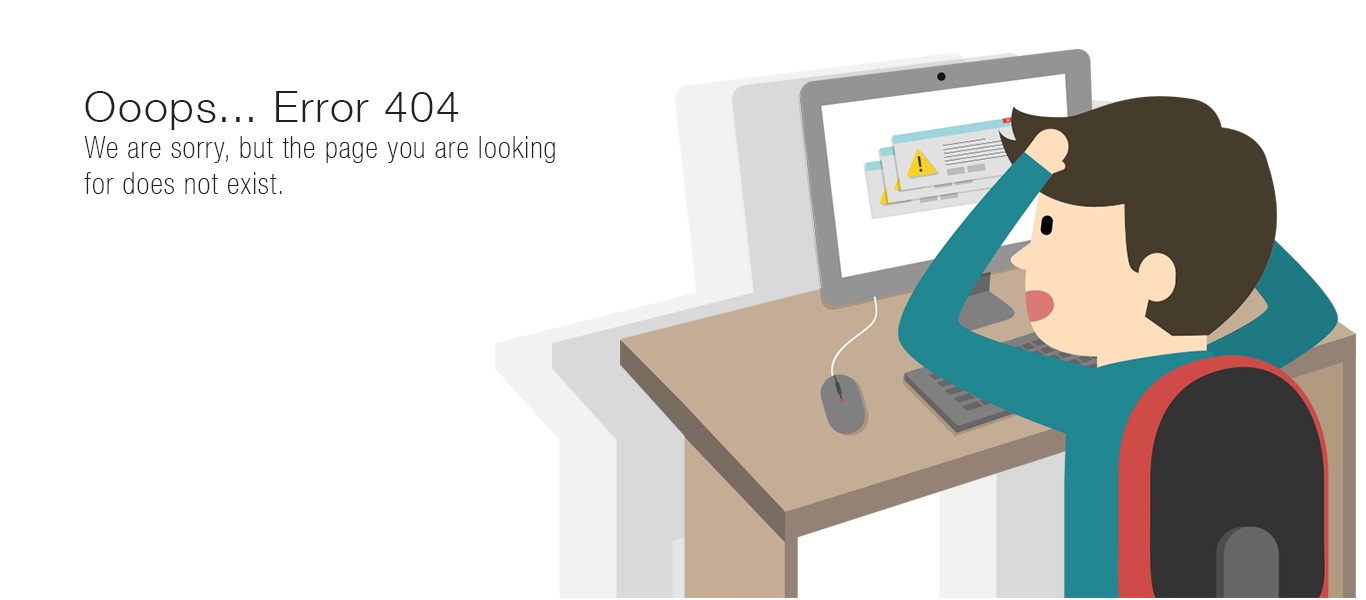 Ooops... Error 404
We are sorry, but the page you are looking
for does not exist.